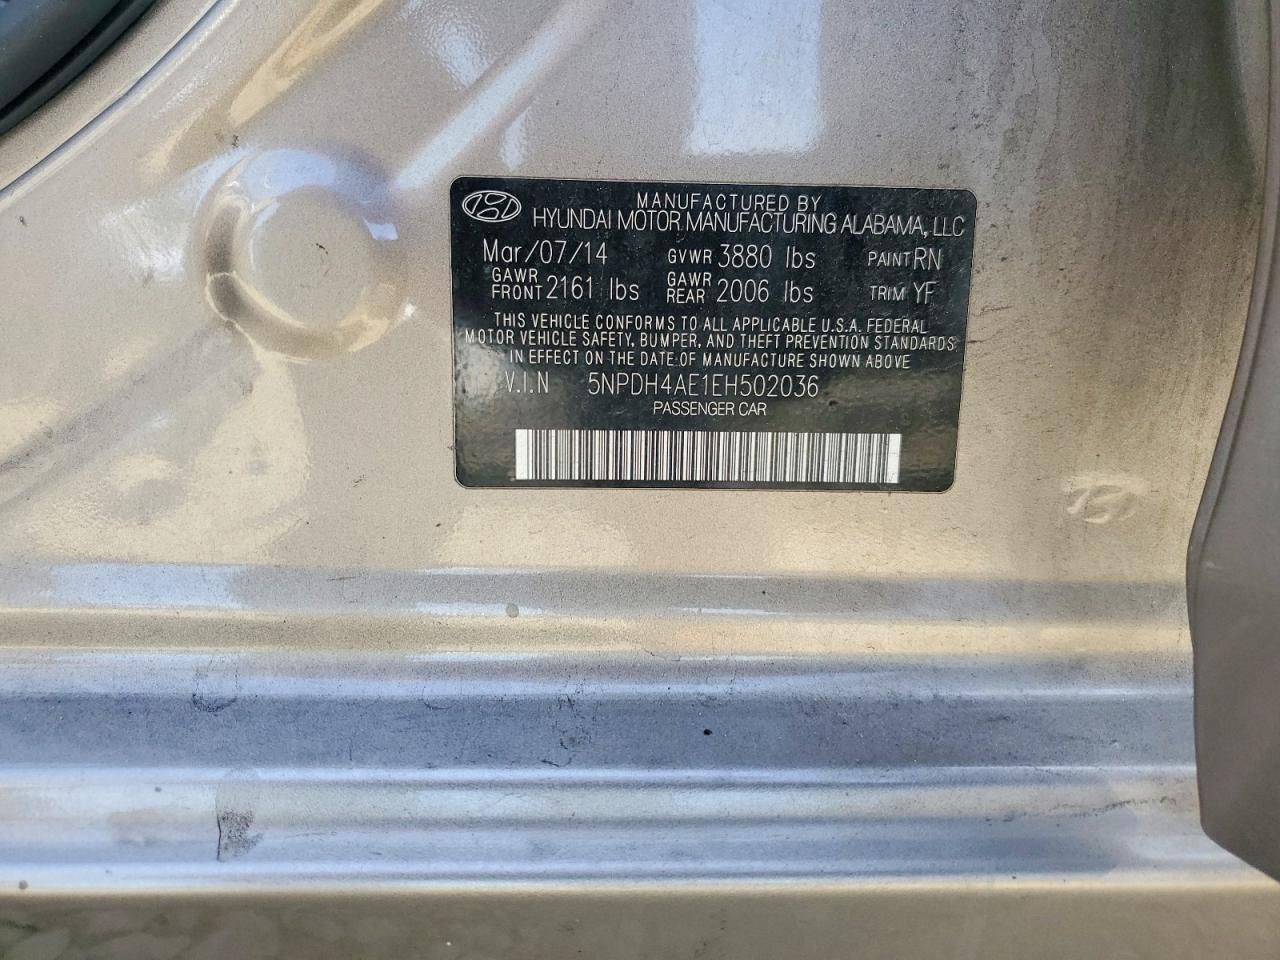 MANUFACTURED BY
HYUNDAI MOTOR MANUFACTURING ALABAMA, LLC
Mar/07/14 GVWR 3880 lbs PAINT RN
GAWR FRONT 2161 lbs GAWR REAR 2006 lbs TRIM YF
THIS VEHICLE CONFORMS TO ALL APPLICABLE U.S.A. FEDERAL
MOTOR VEHICLE SAFETY, BUMPER, AND THEFT PREVENTION STANDARDS
IN EFFECT ON THE DATE OF MANUFACTURE SHOWN ABOVE
V.I.N 5NPDH4AE1EH502036
PASSENGER CAR